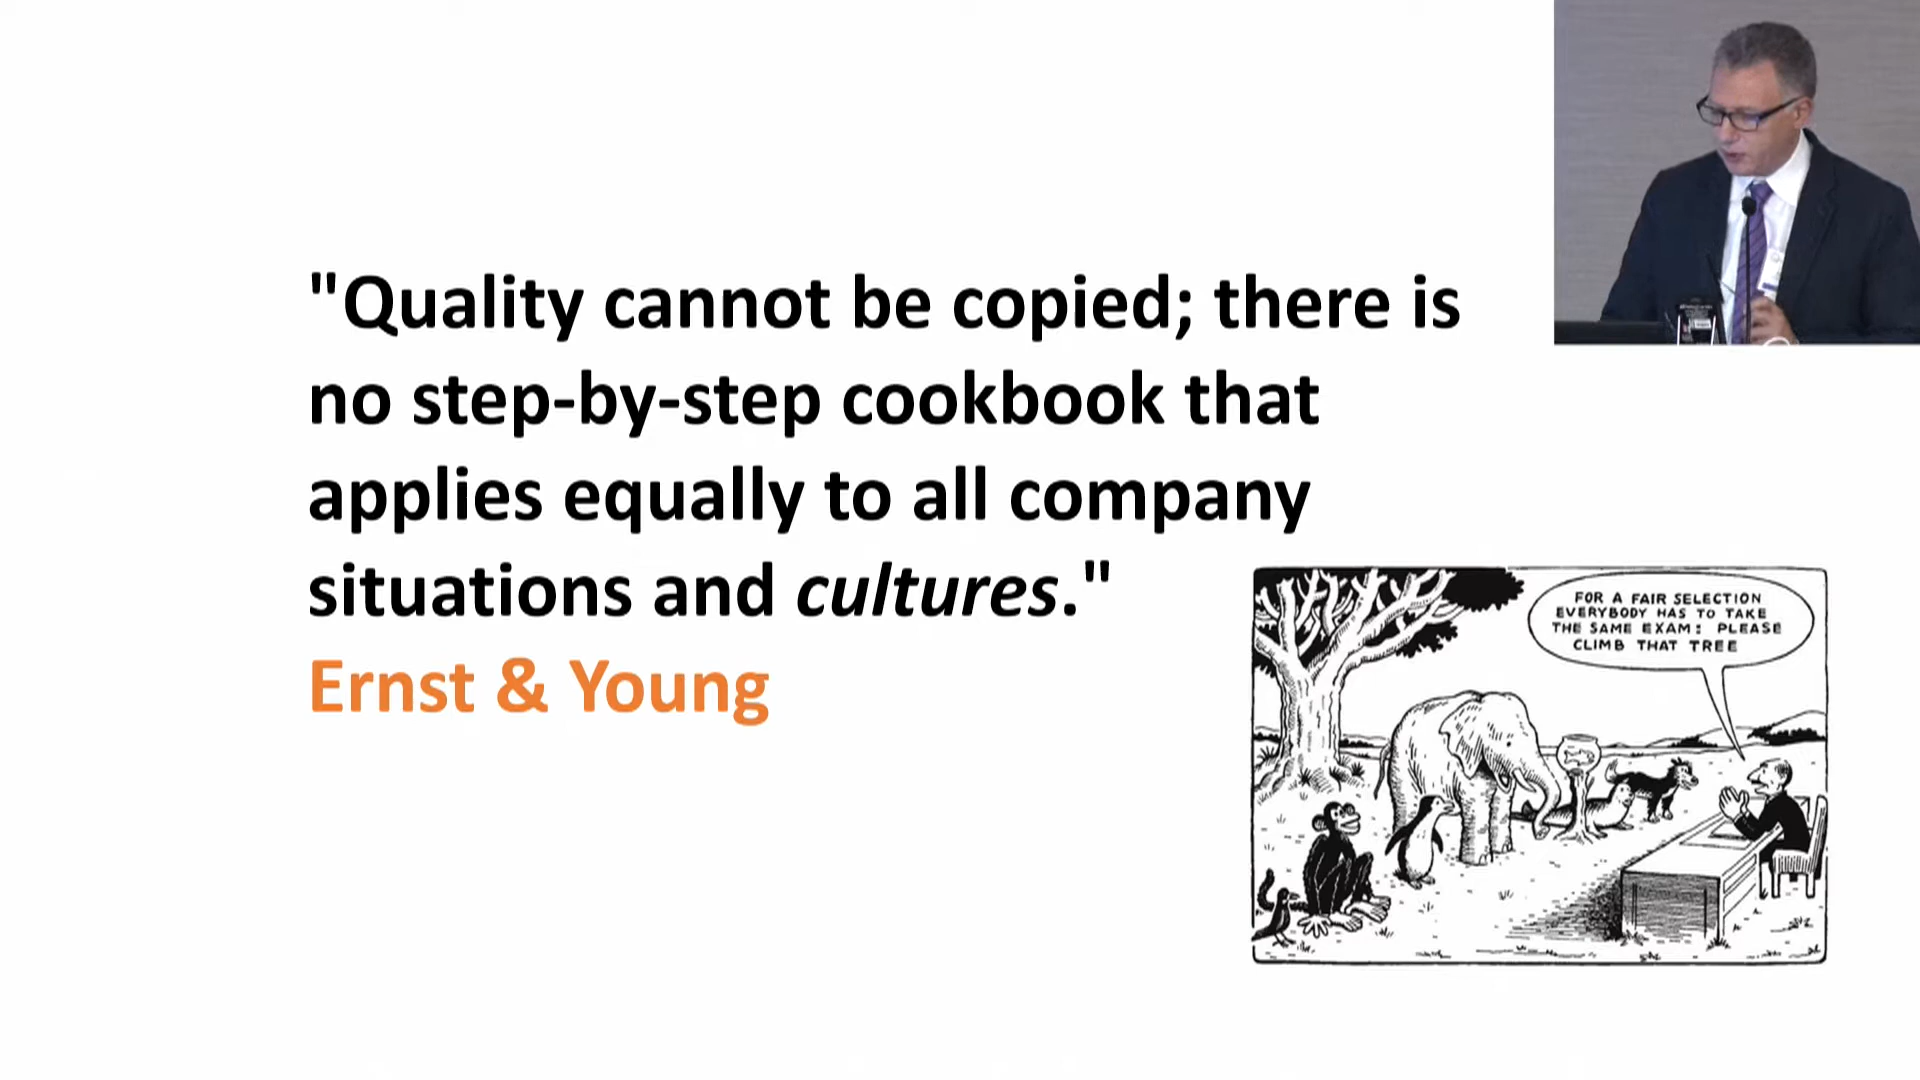 "Quality cannot be copied; there is
no step-by-step cookbook that
applies equally to all company
situations and cultures."
Ernst & Young
FOR A FAIR SELECTION
EVERYBODY HAS TO TAKE
THE SAME EXAM: PLEASE
CLIMB THAT TREE